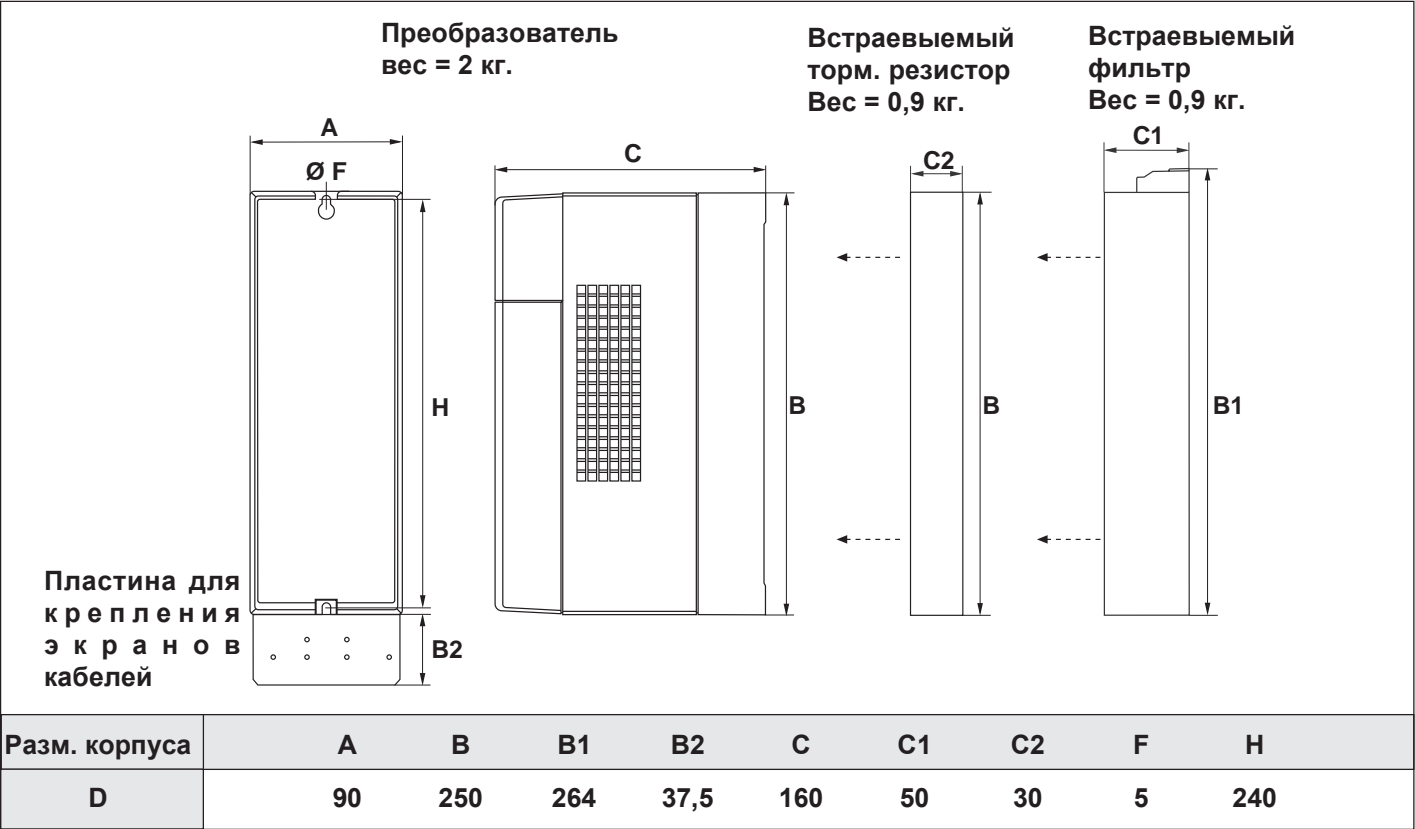 Преобразователь
вес = 2 кг.
Встраевыемый
торм. резистор
Вес = 0,9 кг.
Встраевыемый
фильтр
Вес = 0,9 кг.
A
Ø F
C
C2
C1
H
B
B
B1
Пластина для
крепления
экранов
кабелей
B2
Разм. корпуса A B B1 B2 C C1 C2 F H
D 90 250 264 37,5 160 50 30 5 240